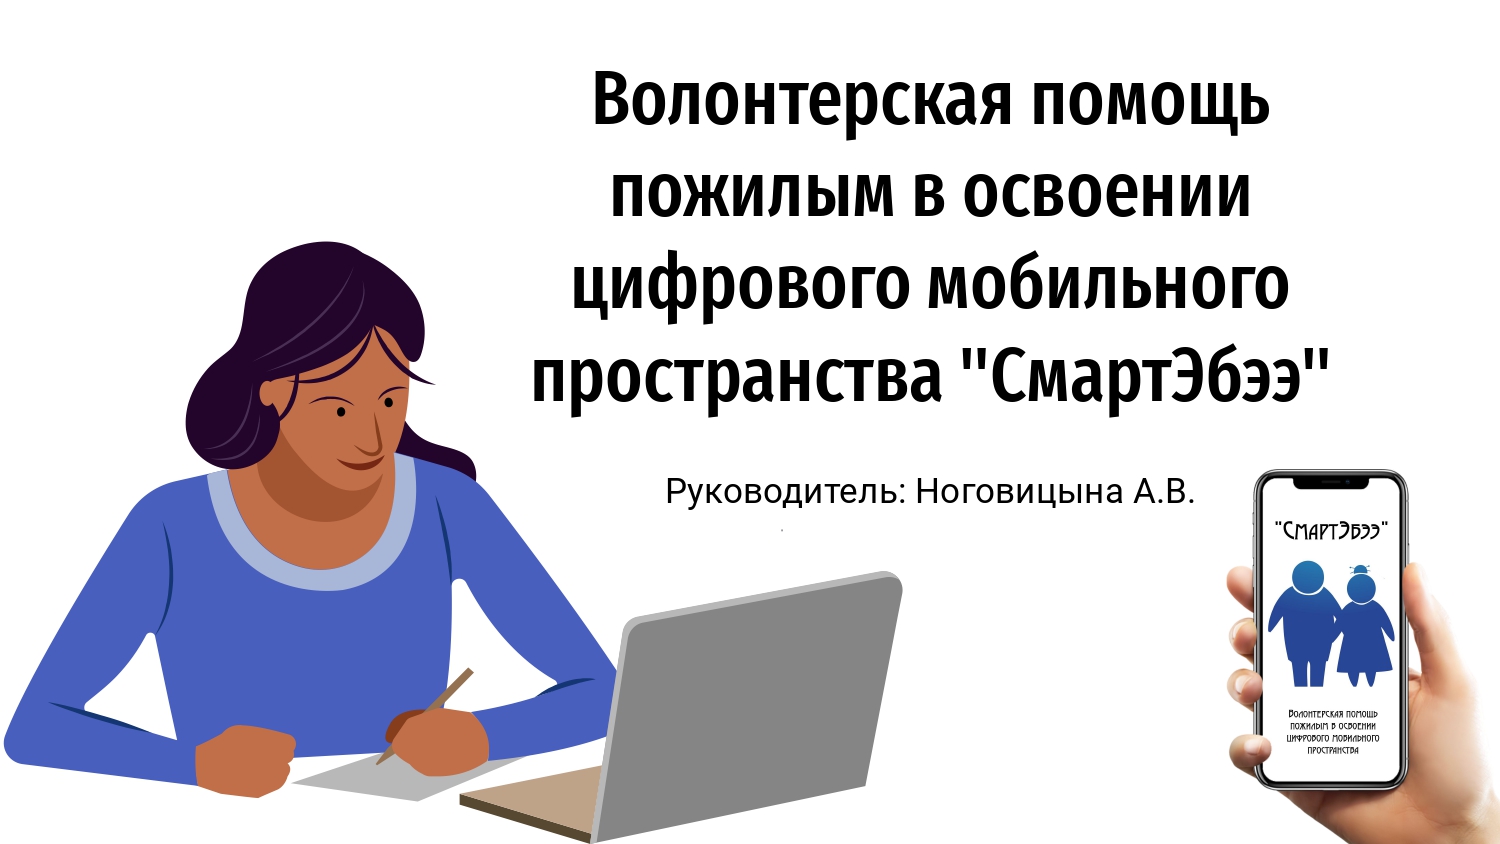 Волонтерская помощь
пожилым в освоении
цифрового мобильного
пространства "СмартЭбээ"
Руководитель: Ноговицына А.В.
"СмартЭбээ"
Волонтерская помощь
пожилым в освоении
цифрового мобильного
пространства